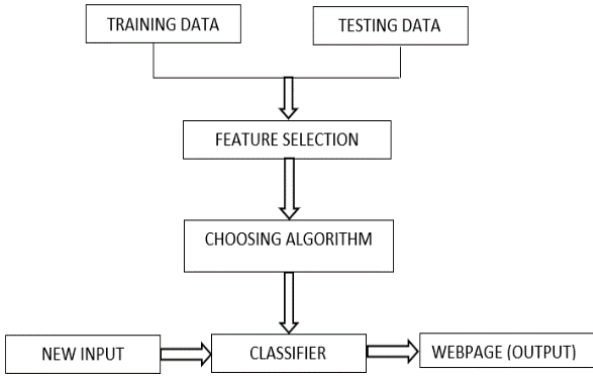 TRAINING DATA
TESTING DATA
FEATURE SELECTION
CHOOSING ALGORITHM
NEW INPUT
CLASSIFIER
WEBPAGE (OUTPUT)